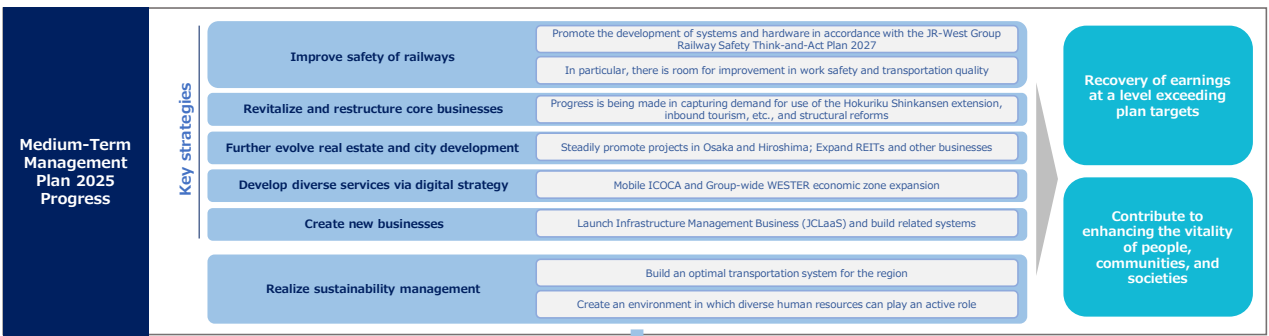 Medium-Term
Management
Plan 2025
Progress
Key strategies
Improve safety of railways
Promote the development of systems and hardware in accordance with the JR-West Group
Railway Safety Think-and-Act Plan 2027
In particular, there is room for improvement in work safety and transportation quality
Revitalize and restructure core businesses
Progress is being made in capturing demand for use of the Hokuriku Shinkansen extension,
inbound tourism, etc., and structural reforms
Further evolve real estate and city development
Steadily promote projects in Osaka and Hiroshima; Expand REITs and other businesses
Develop diverse services via digital strategy
Mobile ICOCA and Group-wide WESTER economic zone expansion
Create new businesses
Launch Infrastructure Management Business (JCLaaS) and build related systems
Realize sustainability management
Build an optimal transportation system for the region
Create an environment in which diverse human resources can play an active role
Recovery of earnings
at a level exceeding
plan targets
Contribute to
enhancing the vitality
of people,
communities, and
societies